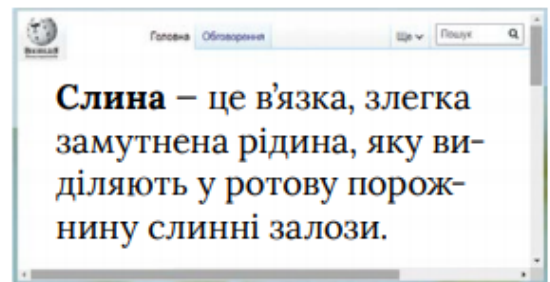 Головна Обговорення Ще Пошук
Слина – це в'язка, злегка
замутнена рідина, яку ви-
діляють у ротову порож-
нину слинні залози.